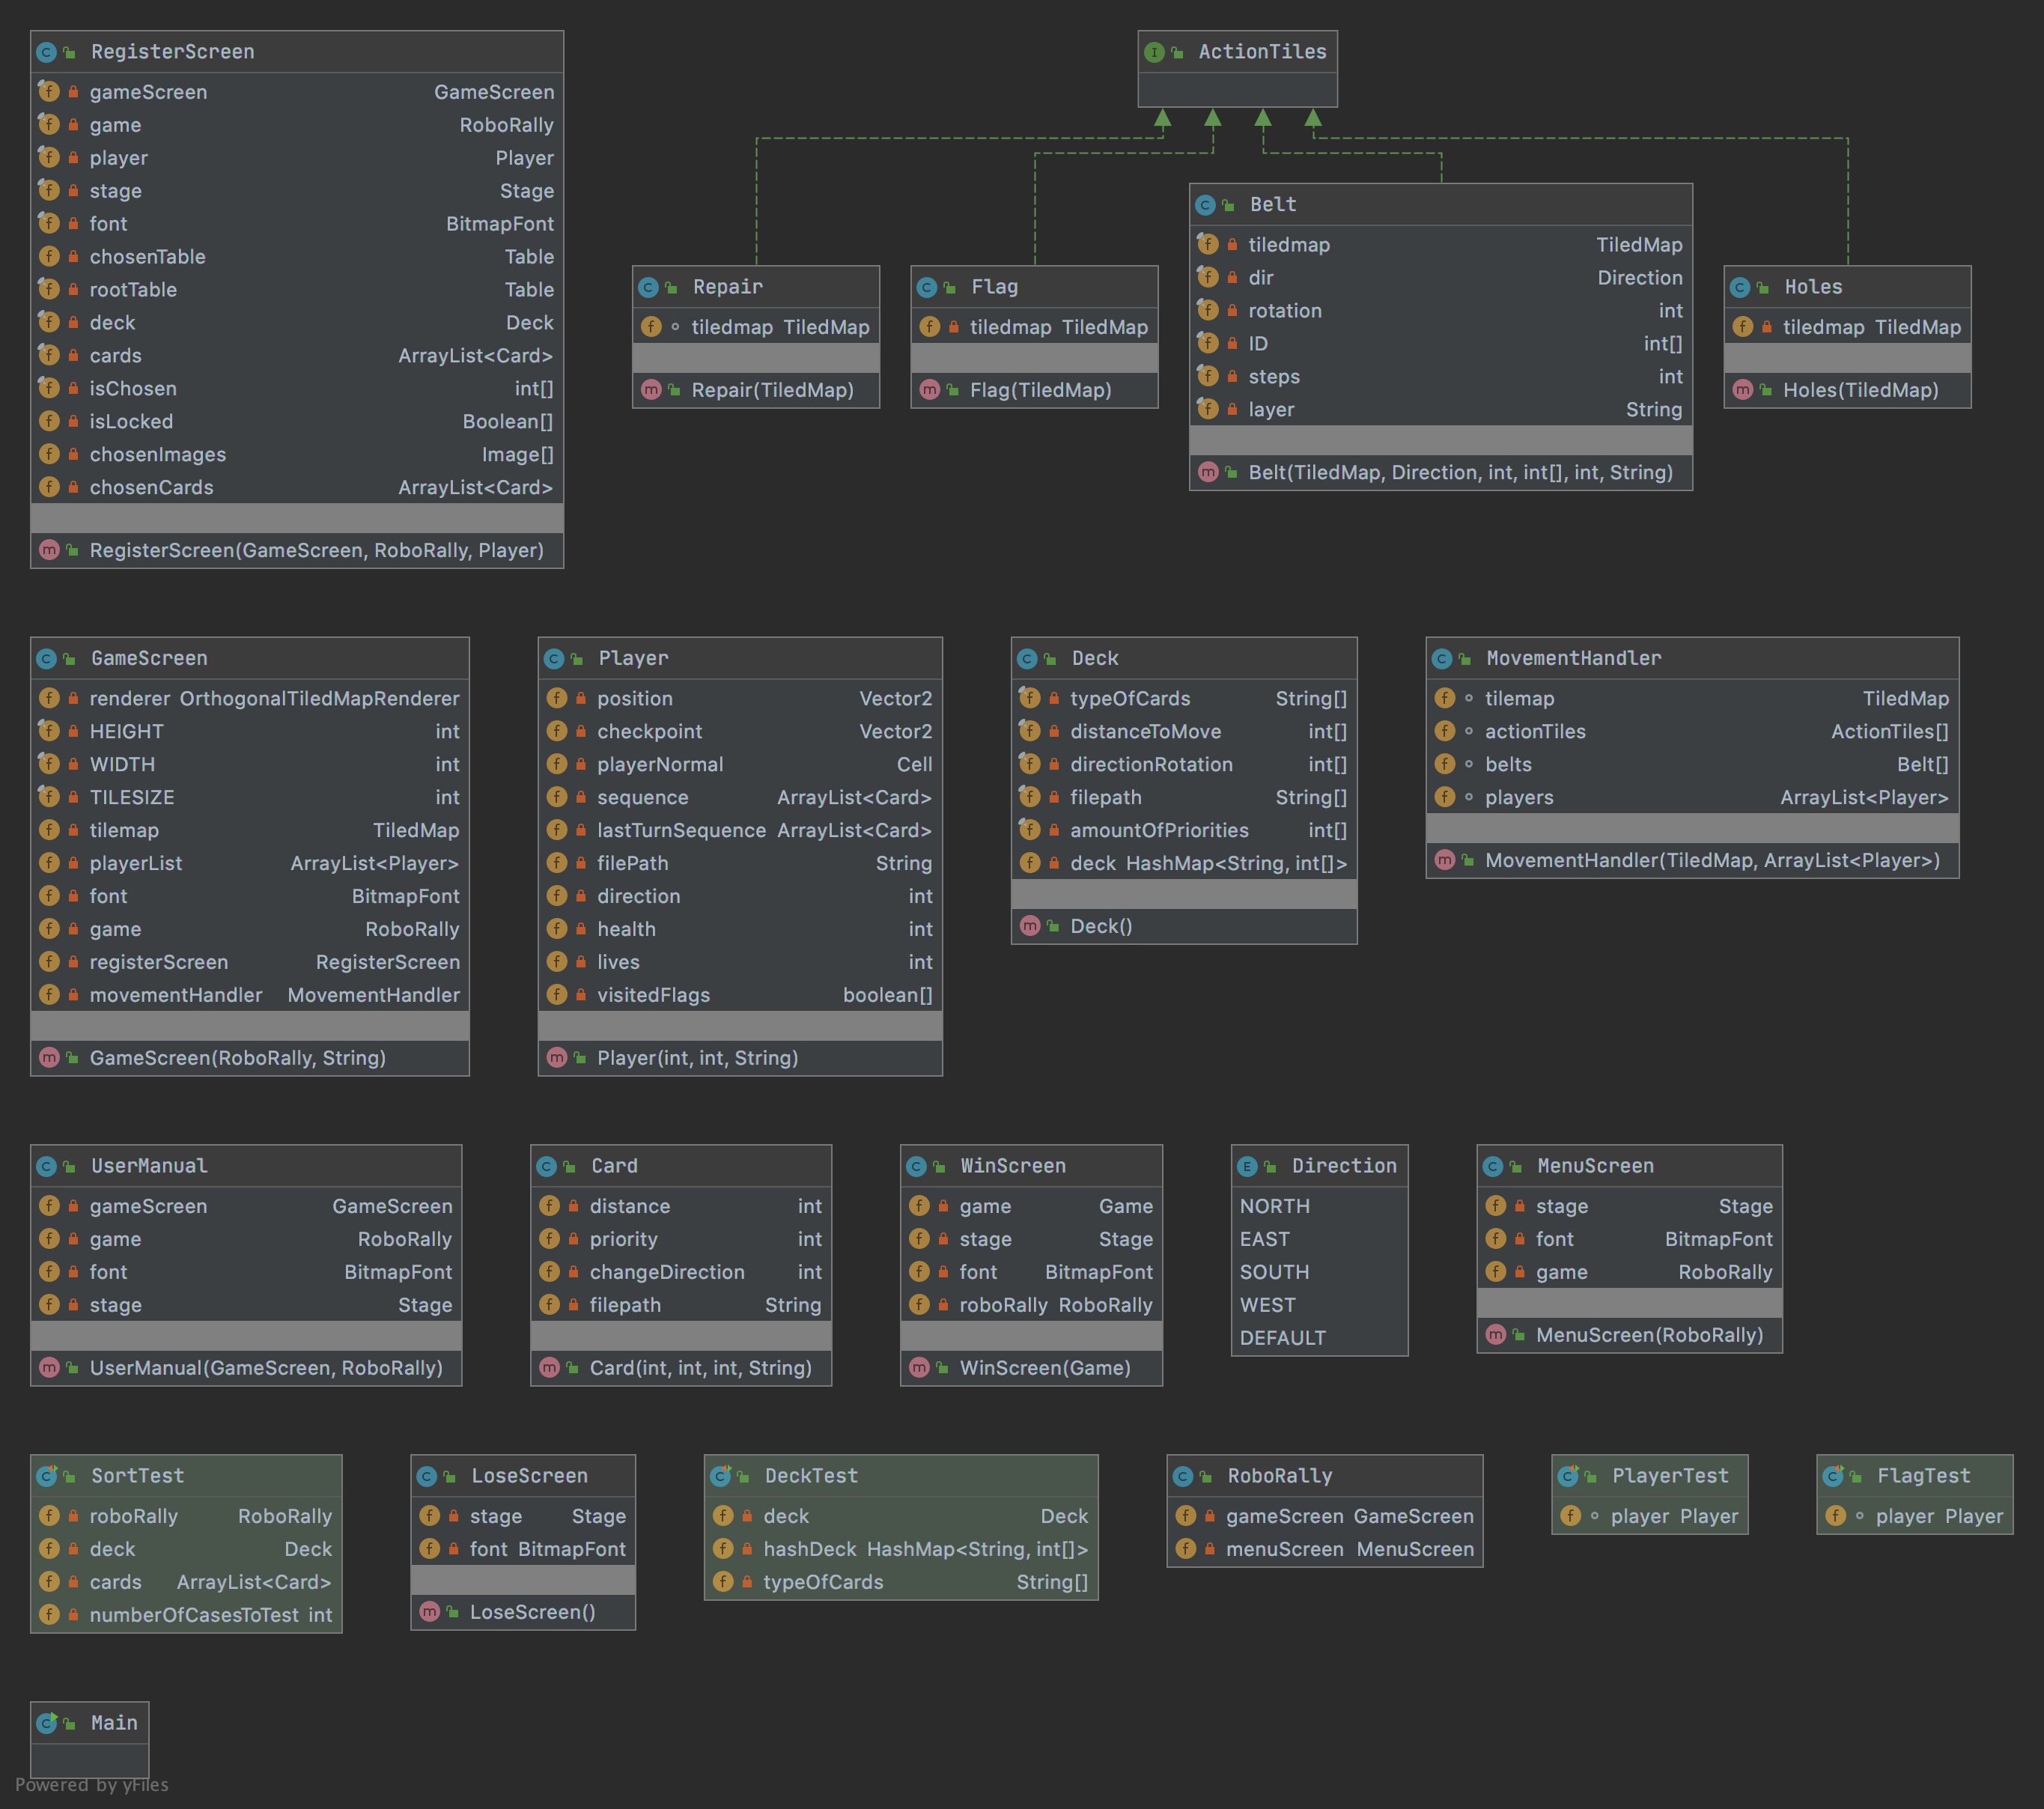 RegisterScreen
gameScreen GameScreen
game RoboRally
player Player
stage Stage
font BitmapFont
chosenTable Table
rootTable Table
deck Deck
cards ArrayList<Card>
isChosen int[]
isLocked Boolean[]
chosenImages Image[]
chosenCards ArrayList<Card>
RegisterScreen(GameScreen, RoboRally, Player)
ActionTiles
Repair
tiledmap TiledMap
Repair(TiledMap)
Flag
tiledmap TiledMap
Flag(TiledMap)
Belt
tiledmap TiledMap
dir Direction
rotation int
ID int[]
steps int
layer String
Belt(TiledMap, Direction, int, int[], int, String)
Holes
tiledmap TiledMap
Holes(TiledMap)
GameScreen
renderer OrthogonalTiledMapRenderer
HEIGHT int
WIDTH int
TILESIZE int
tilemap TiledMap
playerList ArrayList<Player>
font BitmapFont
game RoboRally
registerScreen RegisterScreen
movementHandler MovementHandler
GameScreen(RoboRally, String)
Player
position Vector2
checkpoint Vector2
playerNormal Cell
sequence ArrayList<Card>
lastTurnSequence ArrayList<Card>
filePath String
direction int
health int
lives int
visitedFlags boolean[]
Player(int, int, String)
Deck
typeOfCards String[]
distanceToMove int[]
directionRotation int[]
filepath String[]
amountOfPriorities int[]
deck HashMap<String, int[]>
Deck()
MovementHandler
tilemap TiledMap
actionTiles ActionTiles[]
belts Belt[]
players ArrayList<Player>
MovementHandler(TiledMap, ArrayList<Player>)
UserManual
gameScreen GameScreen
game RoboRally
font BitmapFont
stage Stage
UserManual(GameScreen, RoboRally)
Card
distance int
priority int
changeDirection int
filepath String
Card(int, int, int, String)
WinScreen
game Game
stage Stage
font BitmapFont
roboRally RoboRally
WinScreen(Game)
Direction
NORTH
EAST
SOUTH
WEST
DEFAULT
MenuScreen
stage Stage
font BitmapFont
game RoboRally
MenuScreen(RoboRally)
SortTest
roboRally RoboRally
deck Deck
cards ArrayList<Card>
numberOfCasesToTest int
LoseScreen
stage Stage
font BitmapFont
LoseScreen()
DeckTest
deck Deck
hashDeck HashMap<String, int[]>
typeOfCards String[]
RoboRally
gameScreen GameScreen
menuScreen MenuScreen
PlayerTest
player Player
FlagTest
player Player
Main
Powered by yFiles